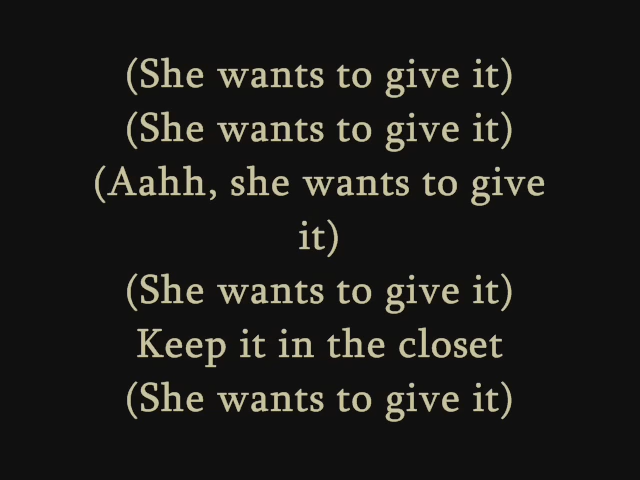 (She wants to give it)
(She wants to give it)
(Aahh, she wants to give
it)
(She wants to give it)
Keep it in the closet
(She wants to give it)